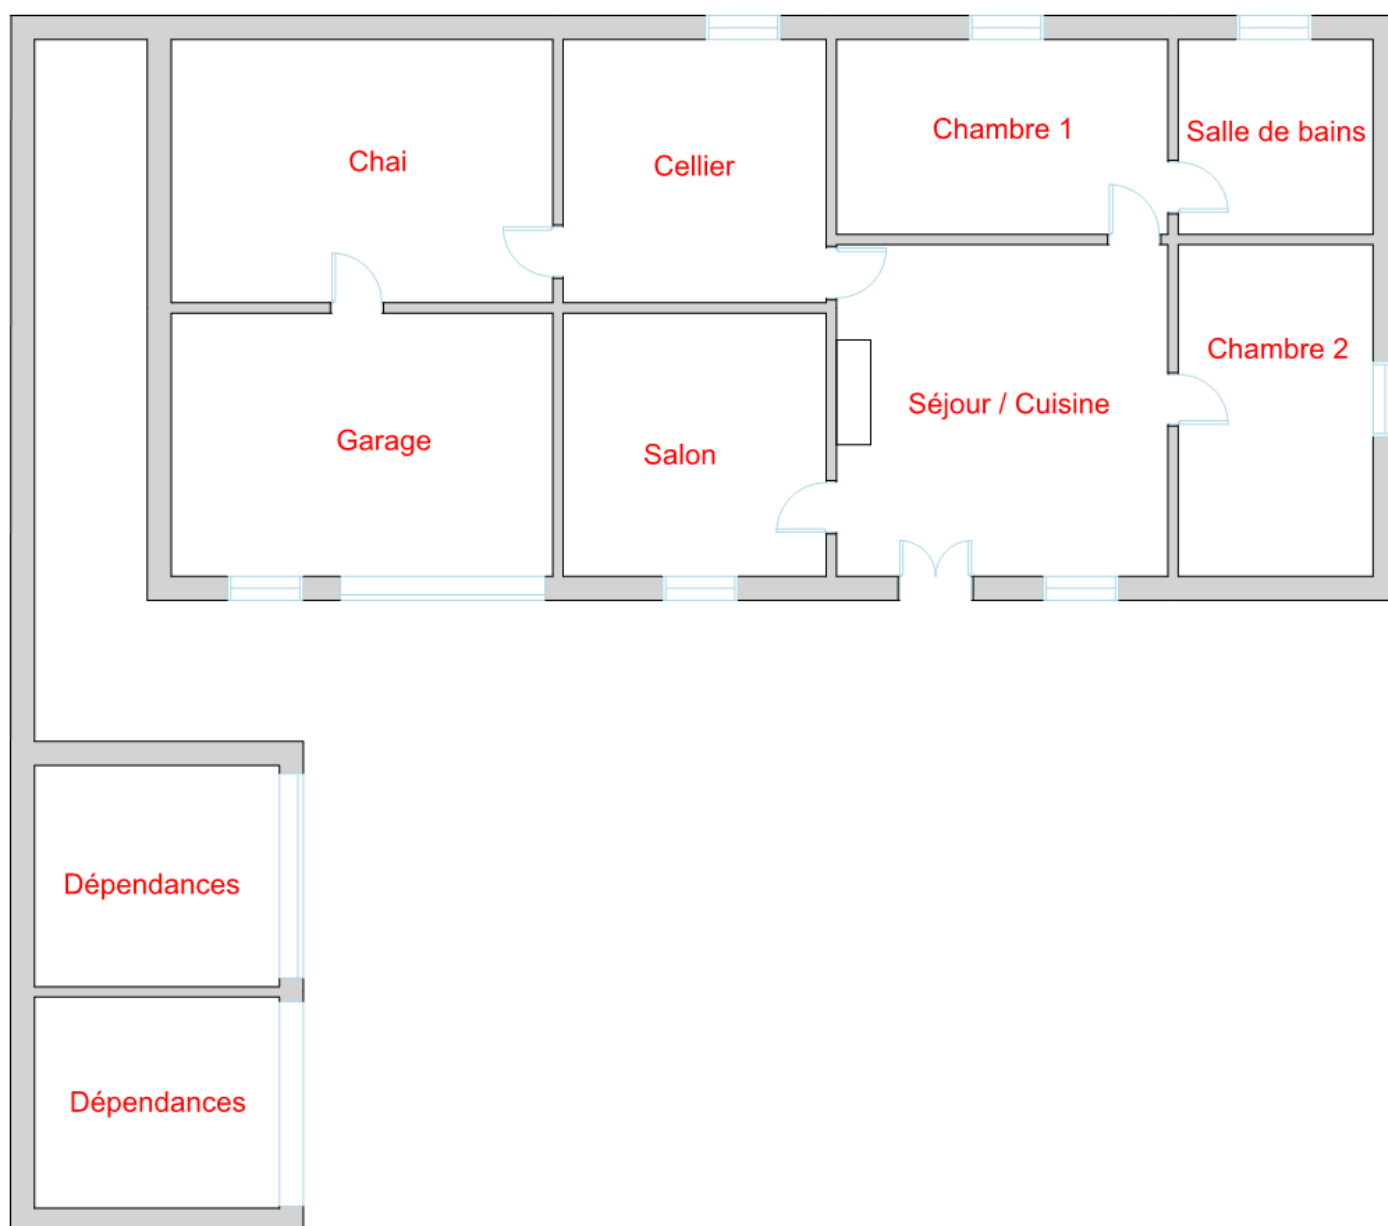 Chai
Cellier
Chambre 1
Salle de bains
Garage
Salon
Séjour / Cuisine
Chambre 2
Dépendances
Dépendances